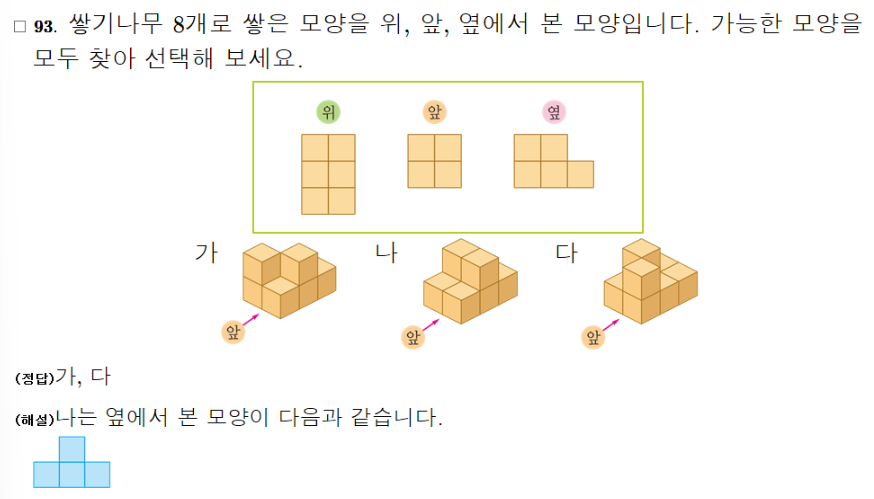 □ 93. 쌓기나무 8개로 쌓은 모양을 위, 앞, 옆에서 본 모양입니다. 가능한 모양을
모두 찾아 선택해 보세요.
위 앞 옆
가 나 다
앞 앞 앞
(정답)가, 다
(해설)나는 옆에서 본 모양이 다음과 같습니다.